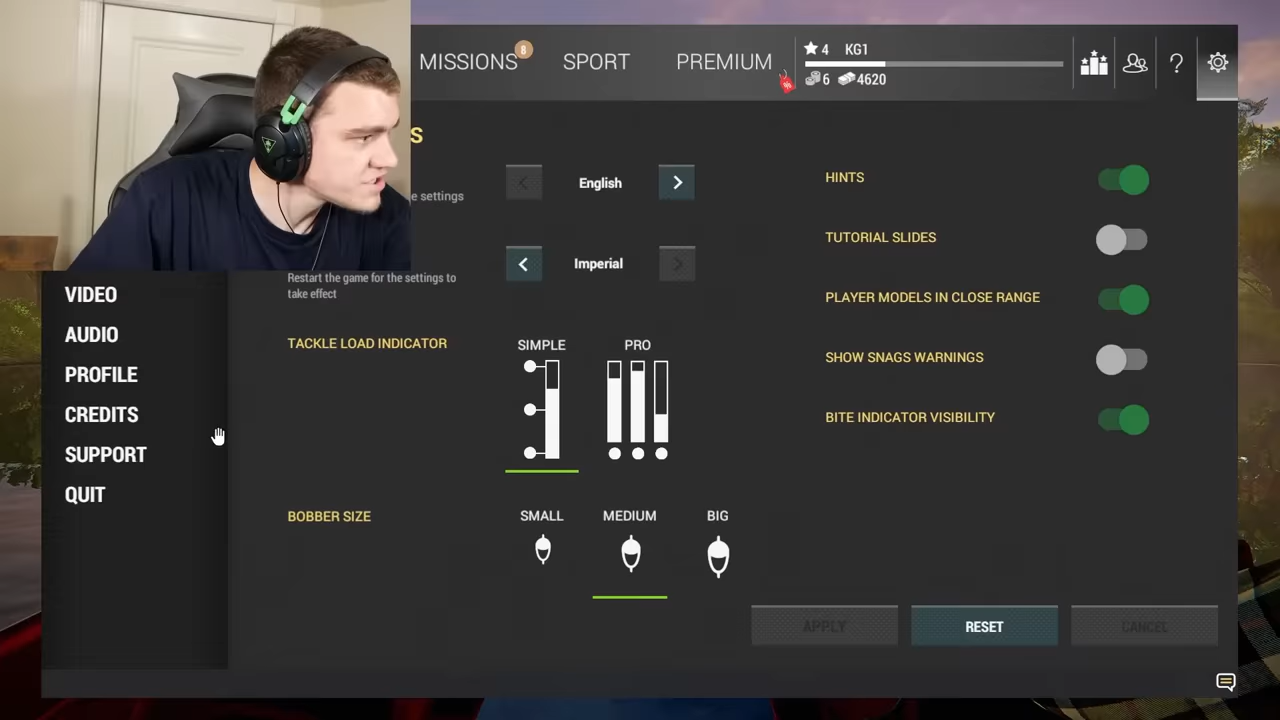 MISSIONS
8
SPORT
PREMIUM
4 KG1
6 4620
?
S
e settings
English
HINTS
TUTORIAL SLIDES
Imperial
Restart the game for the settings to
take effect
PLAYER MODELS IN CLOSE RANGE
VIDEO
AUDIO
PROFILE
CREDITS
SUPPORT
QUIT
TACKLE LOAD INDICATOR
SIMPLE
PRO
SHOW SNAGS WARNINGS
BITE INDICATOR VISIBILITY
BOBBER SIZE
SMALL
MEDIUM
BIG
APPLY
RESET
CANCEL